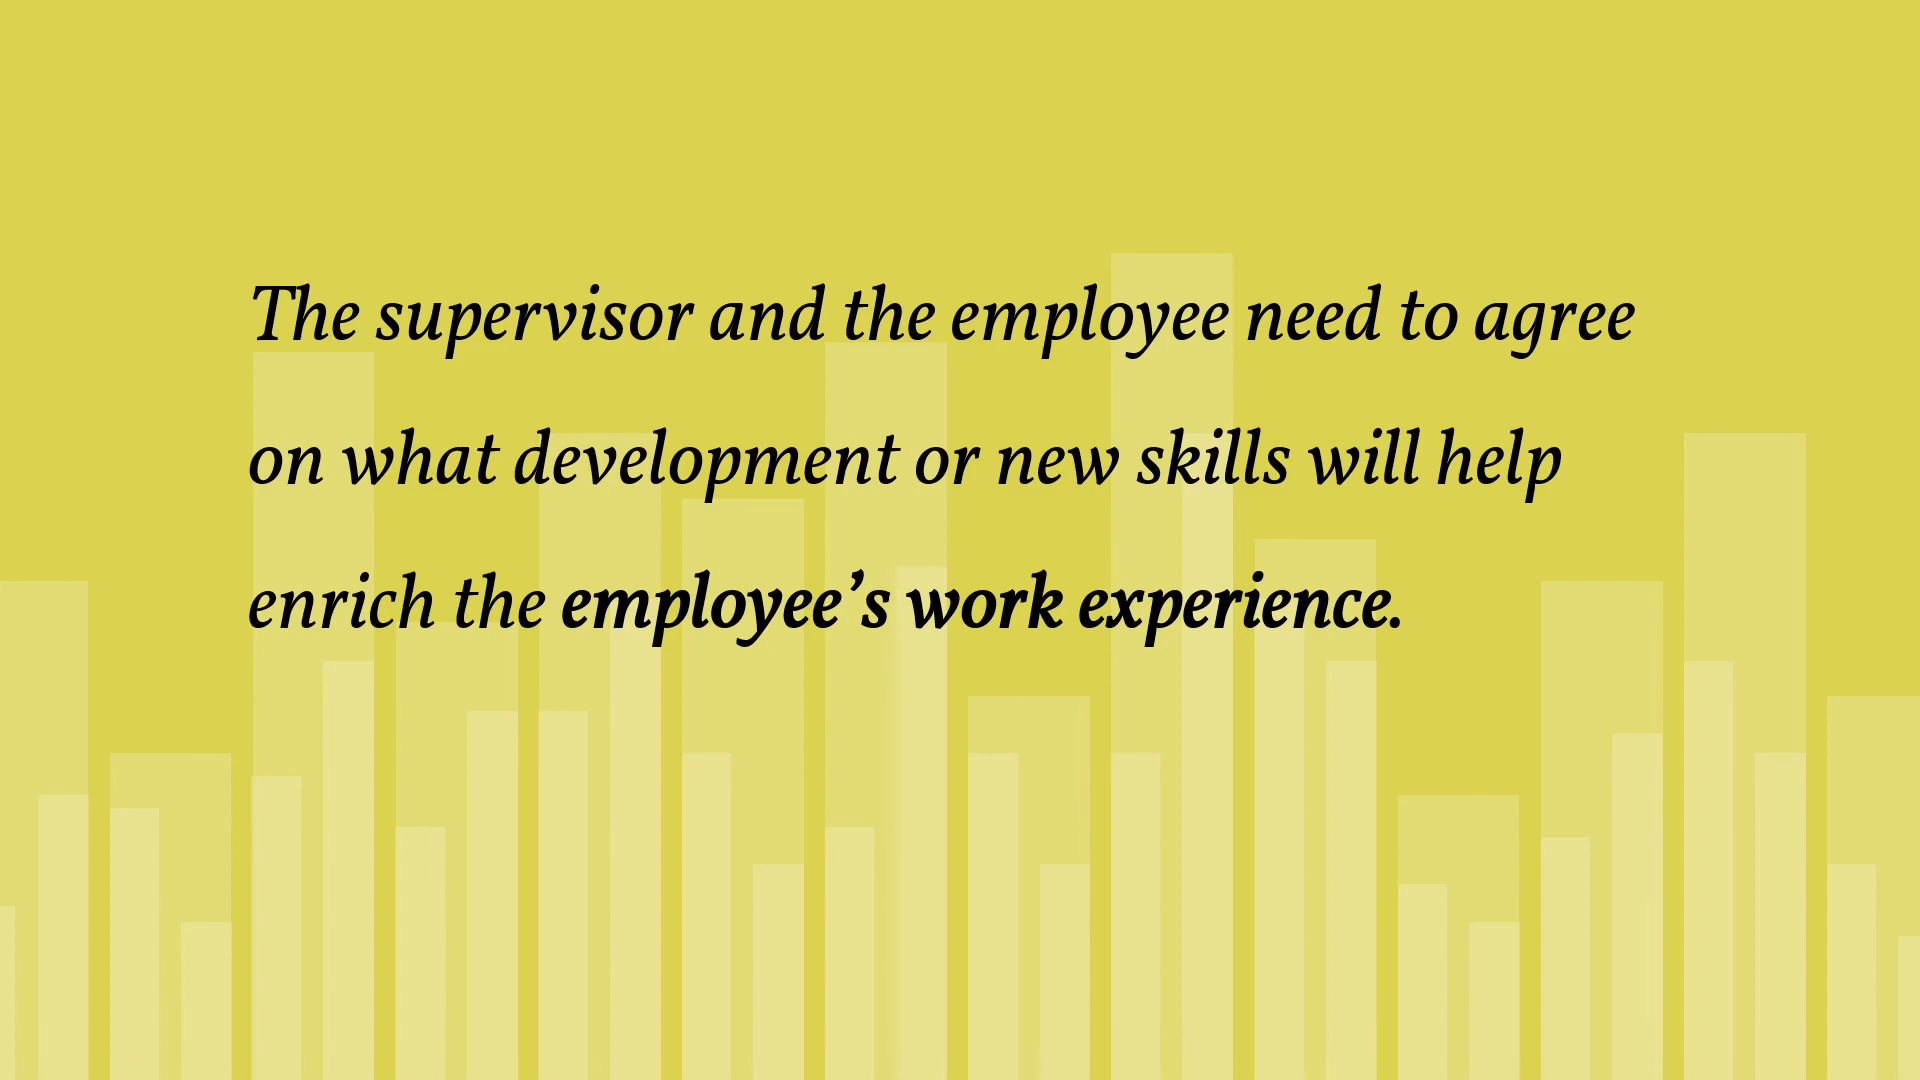 The supervisor and the employee need to agree
on what development or new skills will help
enrich the employee’s work experience.